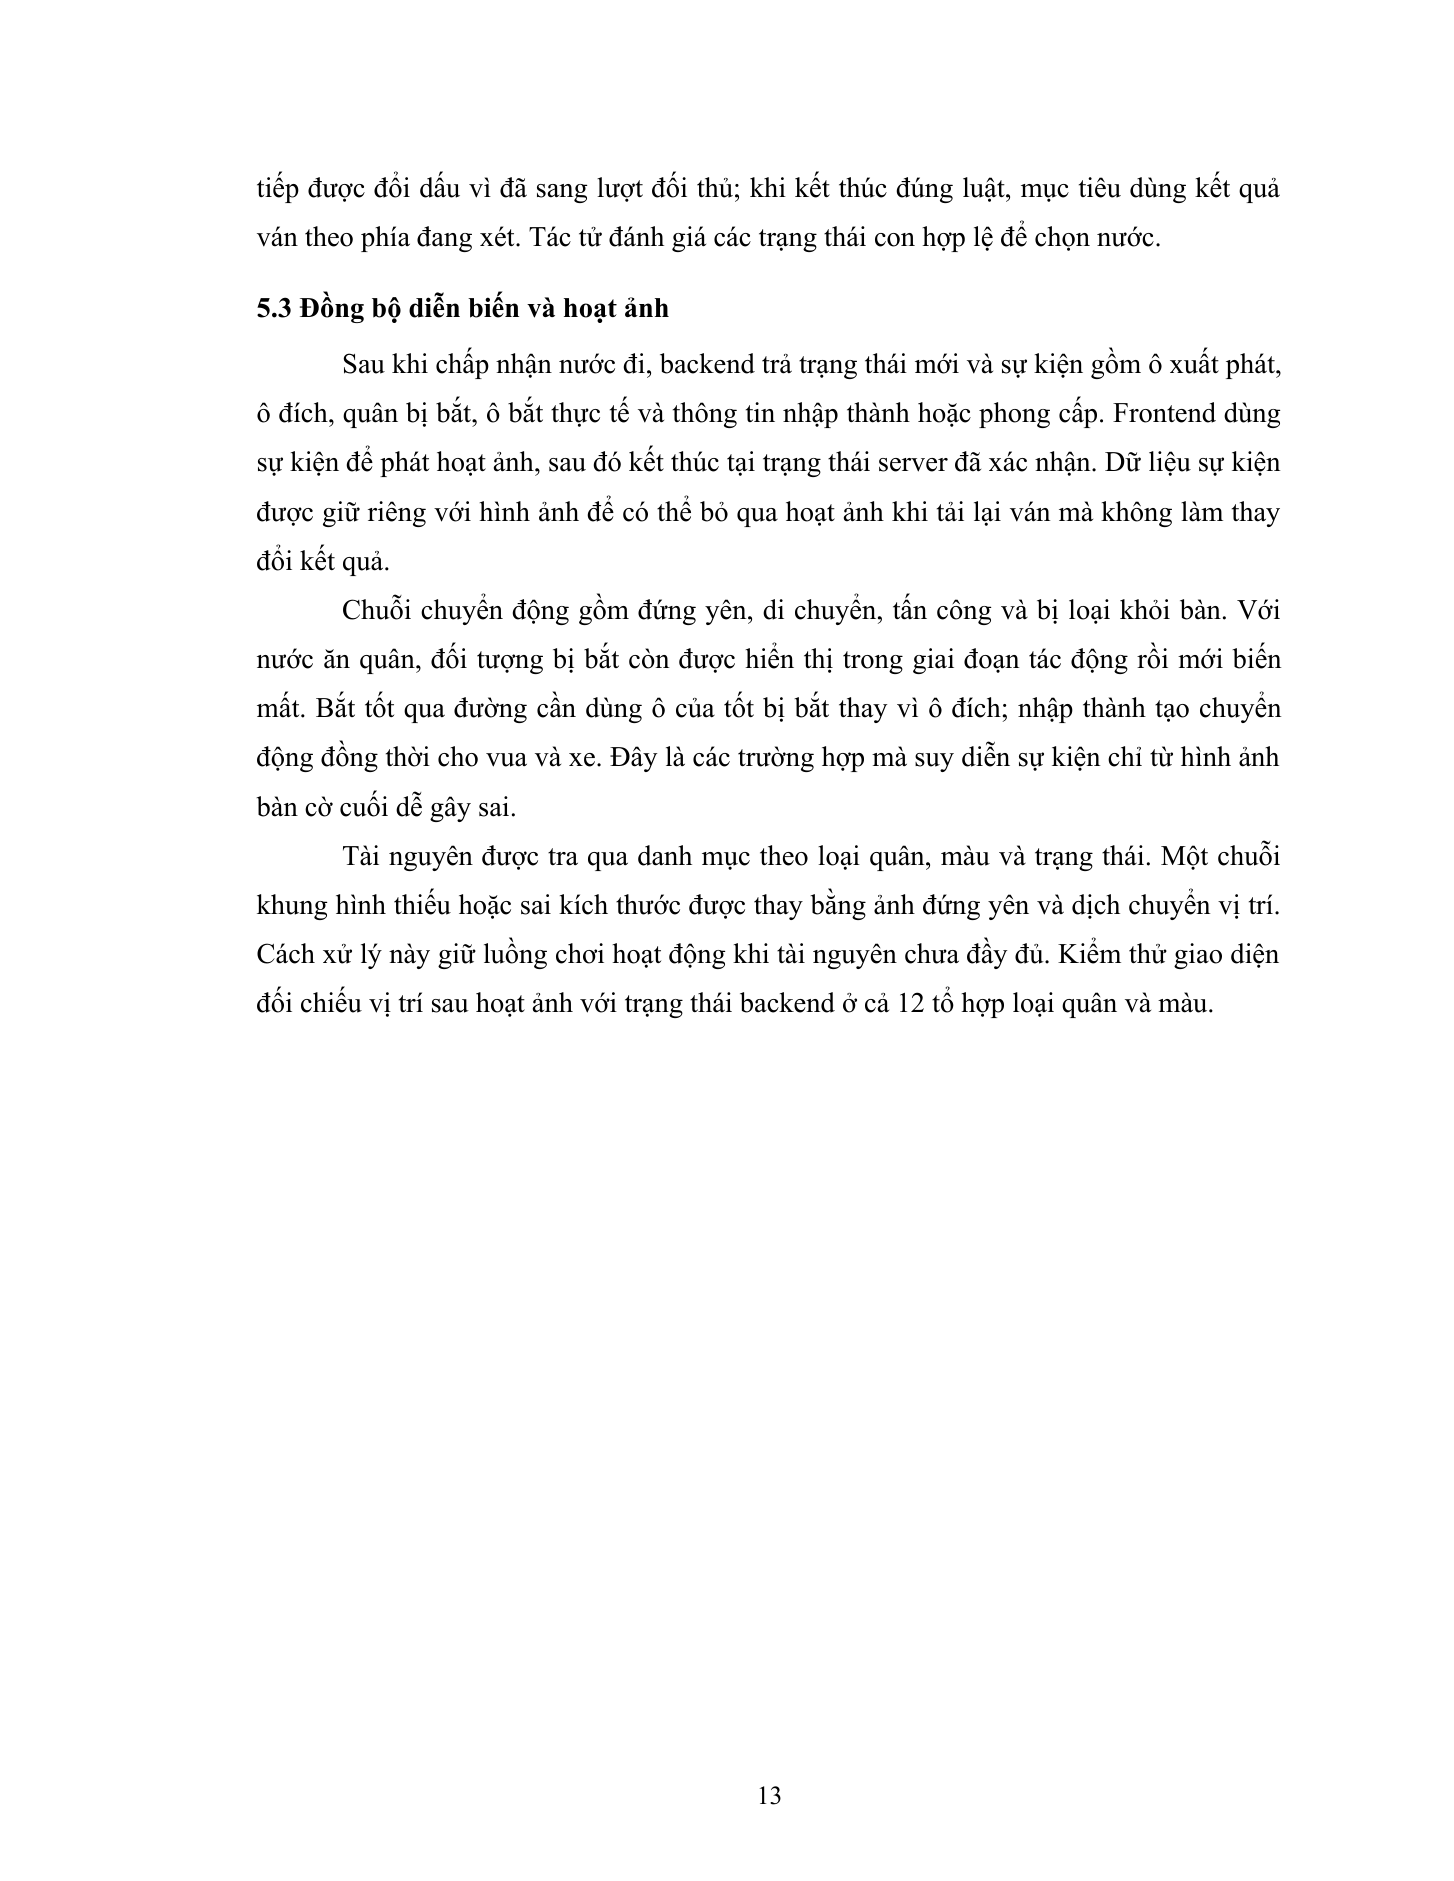 tiếp được đổi dấu vì đã sang lượt đối thủ; khi kết thúc đúng luật, mục tiêu dùng kết quả
ván theo phía đang xét. Tác tử đánh giá các trạng thái con hợp lệ để chọn nước.
5.3 Đồng bộ diễn biến và hoạt ảnh
Sau khi chấp nhận nước đi, backend trả trạng thái mới và sự kiện gồm ô xuất phát,
ô đích, quân bị bắt, ô bắt thực tế và thông tin nhập thành hoặc phong cấp. Frontend dùng
sự kiện để phát hoạt ảnh, sau đó kết thúc tại trạng thái server đã xác nhận. Dữ liệu sự kiện
được giữ riêng với hình ảnh để có thể bỏ qua hoạt ảnh khi tải lại ván mà không làm thay
đổi kết quả.
Chuỗi chuyển động gồm đứng yên, di chuyển, tấn công và bị loại khỏi bàn. Với
nước ăn quân, đối tượng bị bắt còn được hiển thị trong giai đoạn tác động rồi mới biến
mất. Bắt tốt qua đường cần dùng ô của tốt bị bắt thay vì ô đích; nhập thành tạo chuyển
động đồng thời cho vua và xe. Đây là các trường hợp mà suy diễn sự kiện chỉ từ hình ảnh
bàn cờ cuối dễ gây sai.
Tài nguyên được tra qua danh mục theo loại quân, màu và trạng thái. Một chuỗi
khung hình thiếu hoặc sai kích thước được thay bằng ảnh đứng yên và dịch chuyển vị trí.
Cách xử lý này giữ luồng chơi hoạt động khi tài nguyên chưa đầy đủ. Kiểm thử giao diện
đối chiếu vị trí sau hoạt ảnh với trạng thái backend ở cả 12 tổ hợp loại quân và màu.
13